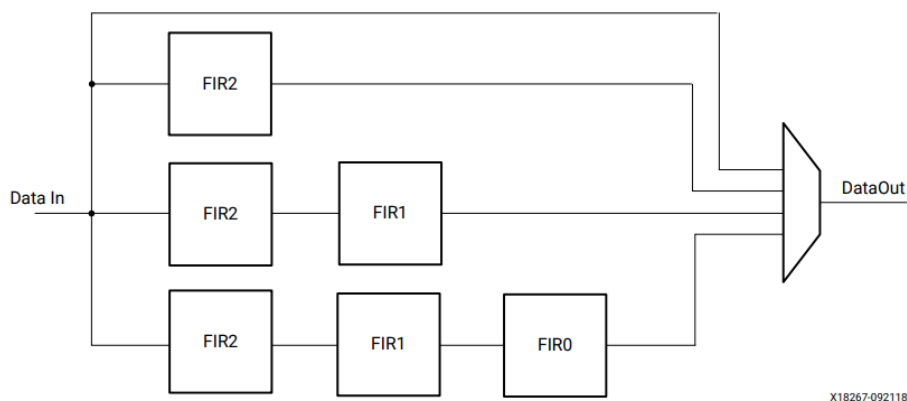 FIR2
Data In
FIR2
FIR1
DataOut
FIR2
FIR1
FIR0
X18267-092118